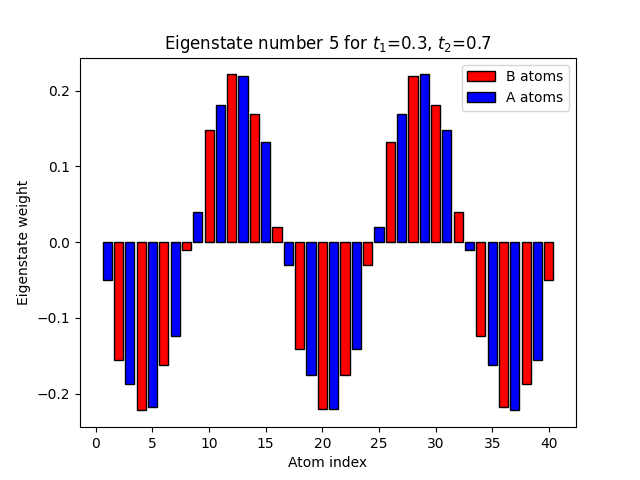 Eigenstate number 5 for t₁=0.3, t₂=0.7
B atoms
A atoms
Eigenstate weight
0.2
0.1
0.0
−0.1
−0.2
0 5 10 15 20 25 30 35 40
Atom index